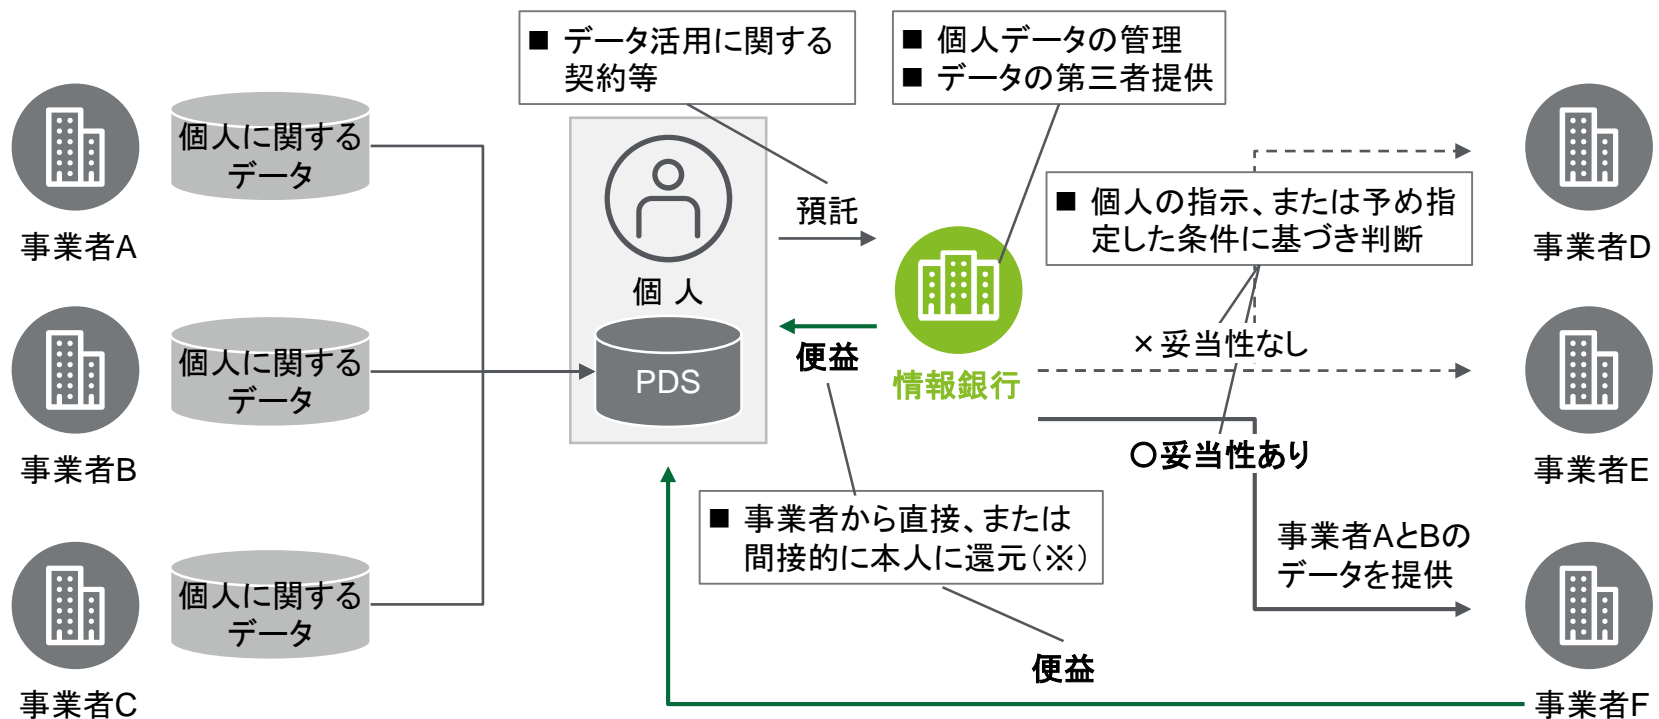 ■ データ活用に関する
契約等
■ 個人データの管理
■ データの第三者提供
個人に関する
データ
事業者A
個人に関する
データ
事業者B
個人に関する
データ
事業者C
個 人
PDS
預託
便益
情報銀行
■ 個人の指示、または予め指
定した条件に基づき判断
×妥当性なし
〇妥当性あり
■ 事業者から直接、または
間接的に本人に還元(※)
便益
事業者AとBの
データを提供
事業者D
事業者E
事業者F